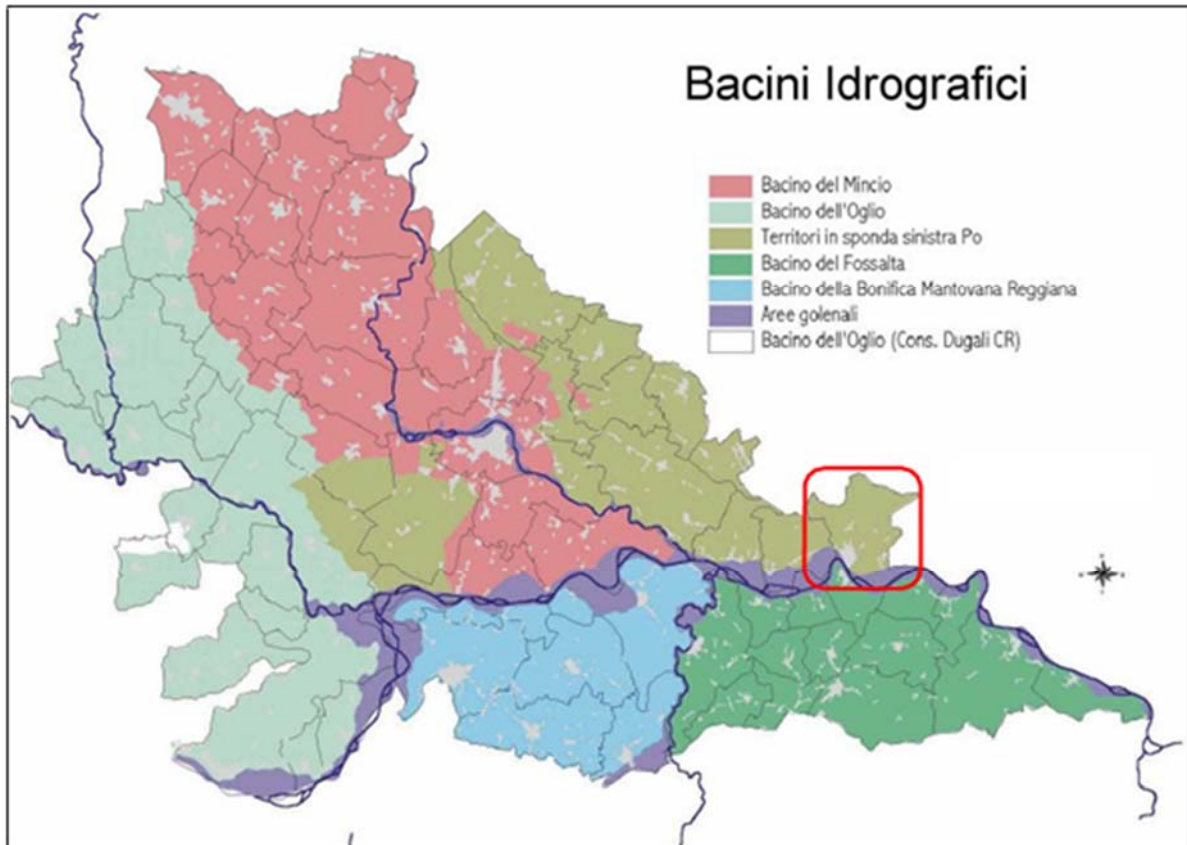 Bacini Idrografici
Bacino del Mincio
Bacino dell'Oglio
Territori in sponda sinistra Po
Bacino del Fossalta
Bacino della Bonifica Mantovana Reggiana
Aree golenali
Bacino dell'Oglio (Cons. Dugali CR)